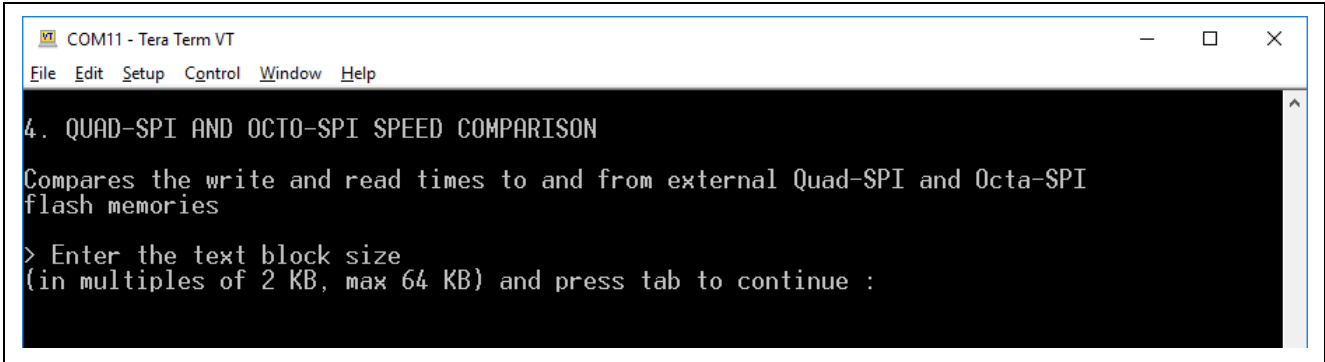 COM11 - Tera Term VT
File Edit Setup Control Window Help
4. QUAD-SPI AND OCTO-SPI SPEED COMPARISON
Compares the write and read times to and from external Quad-SPI and Octa-SPI
flash memories
> Enter the text block size
(in multiples of 2 KB, max 64 KB) and press tab to continue :